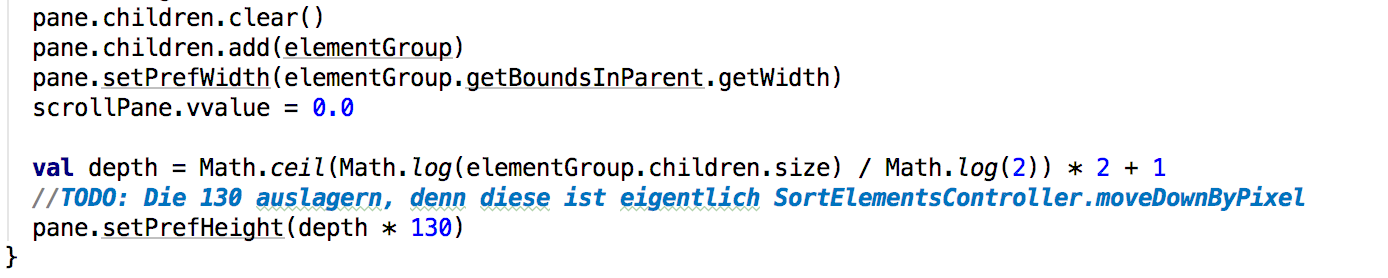 pane.children.clear()
pane.children.add(elementGroup)
pane.setPrefWidth(elementGroup.getBoundsInParent.getWidth)
scrollPane.vvalue = 0.0
val depth = Math.ceil(Math.log(elementGroup.children.size) / Math.log(2)) * 2 + 1
//TODO: Die 130 auslagern, denn diese ist eigentlich SortElementsController.moveDownByPixel
pane.setPrefHeight(depth * 130)
}